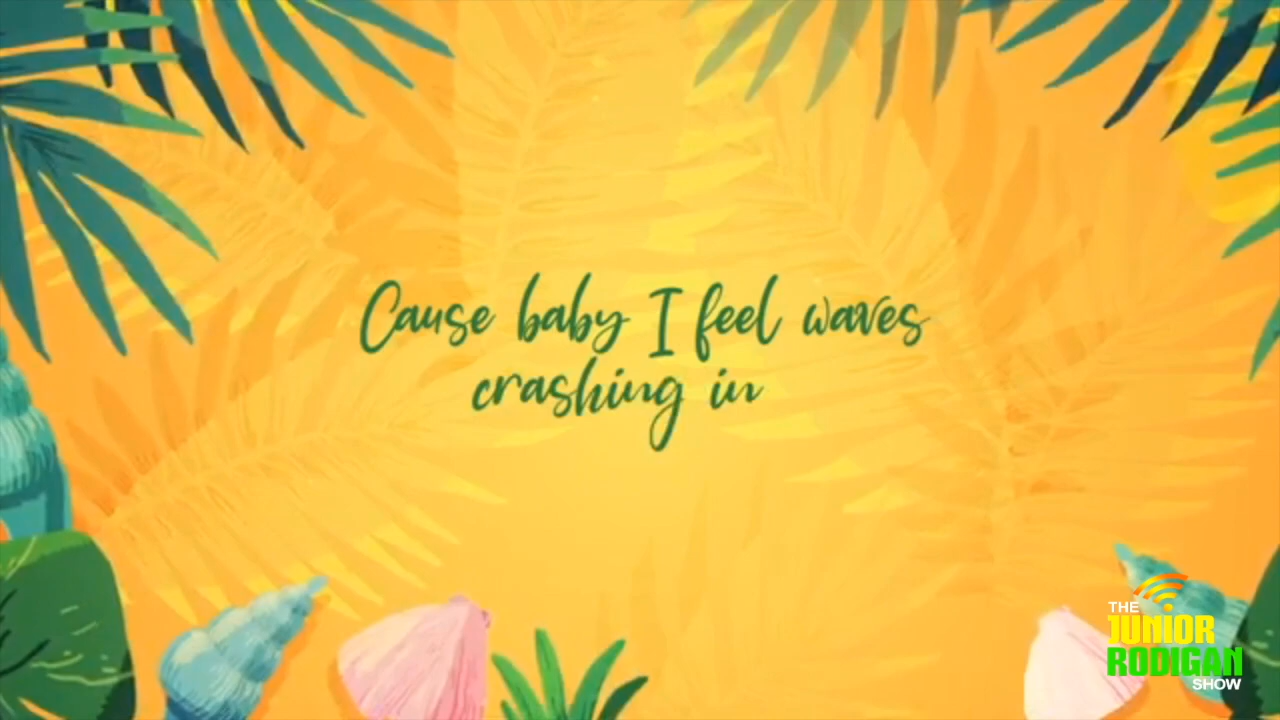 Cause baby I feel waves
crashing in
THE
JUNIOR
RODIGAN
SHOW